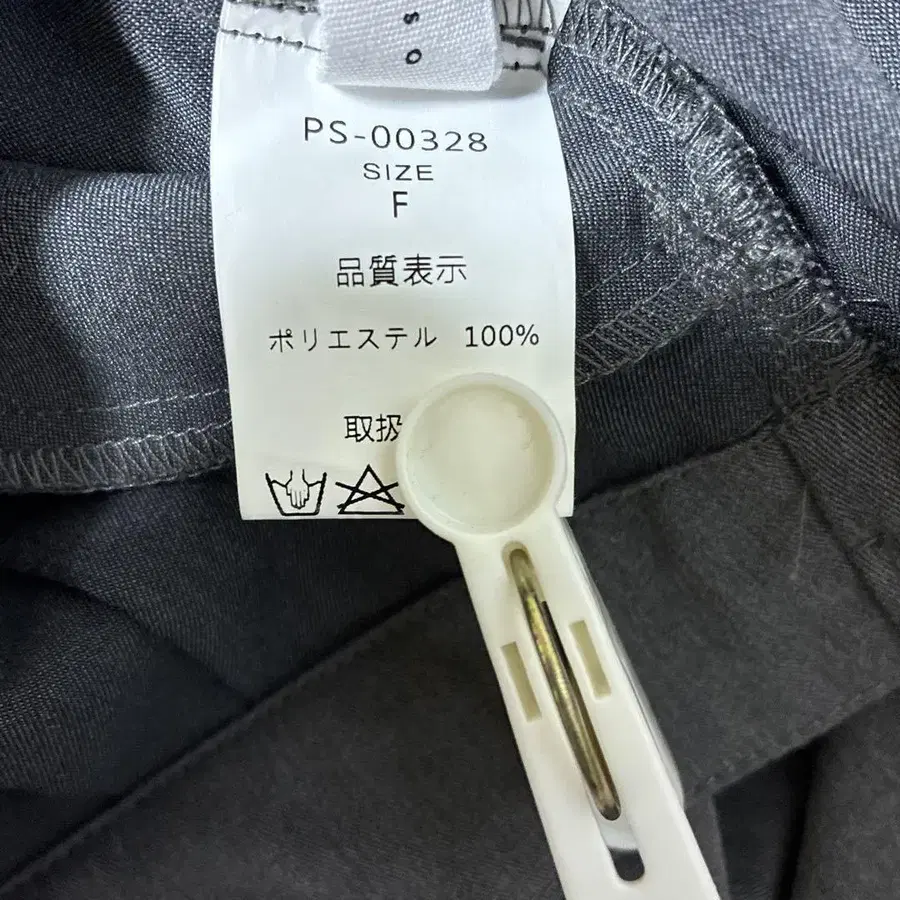 s
o
PS-00328
SIZE
F
品質表示
ポリエステル 100%
取扱